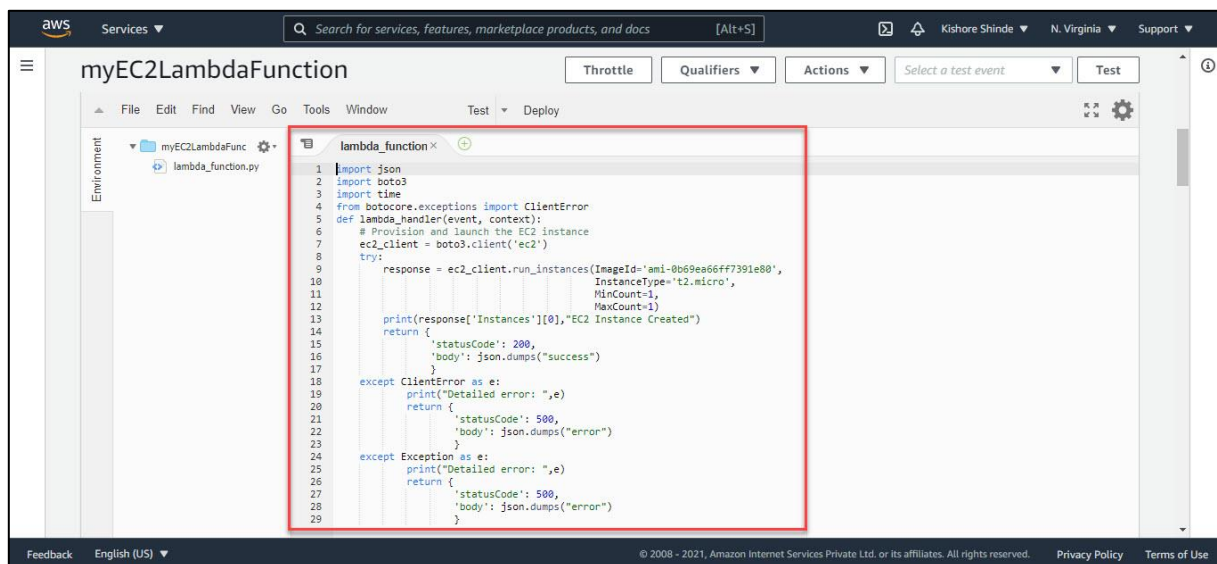 aws Services ▼ Search for services, features, marketplace products, and docs [Alt+S] Kishore Shinde ▼ N. Virginia ▼ Support ▼
myEC2LambdaFunction Throttle Qualifiers ▼ Actions ▼ Select a test event ▼ Test
File Edit Find View Go Tools Window Test Deploy
Environment
myEC2LambdaFunc
lambda_function.py
lambda_function
1 import json
2 import boto3
3 import time
4 from botocore.exceptions import ClientError
5 def lambda_handler(event, context):
6 # Provision and launch the EC2 instance
7 ec2_client = boto3.client('ec2')
8 try:
9 response = ec2_client.run_instances(ImageId='ami-0b69ea66ff7391e80',
10 InstanceType='t2.micro',
11 MinCount=1,
12 MaxCount=1)
13 print(response['Instances'][0],"EC2 Instance Created")
14 return {
15 'statusCode': 200,
16 'body': json.dumps("success")
17 }
18 except ClientError as e:
19 print("Detailed error: ",e)
20 return {
21 'statusCode': 500,
22 'body': json.dumps("error")
23 }
24 except Exception as e:
25 print("Detailed error: ",e)
26 return {
27 'statusCode': 500,
28 'body': json.dumps("error")
29 }
Feedback English (US) ▼ © 2008 - 2021, Amazon Internet Services Private Ltd. or its affiliates. All rights reserved. Privacy Policy Terms of Use